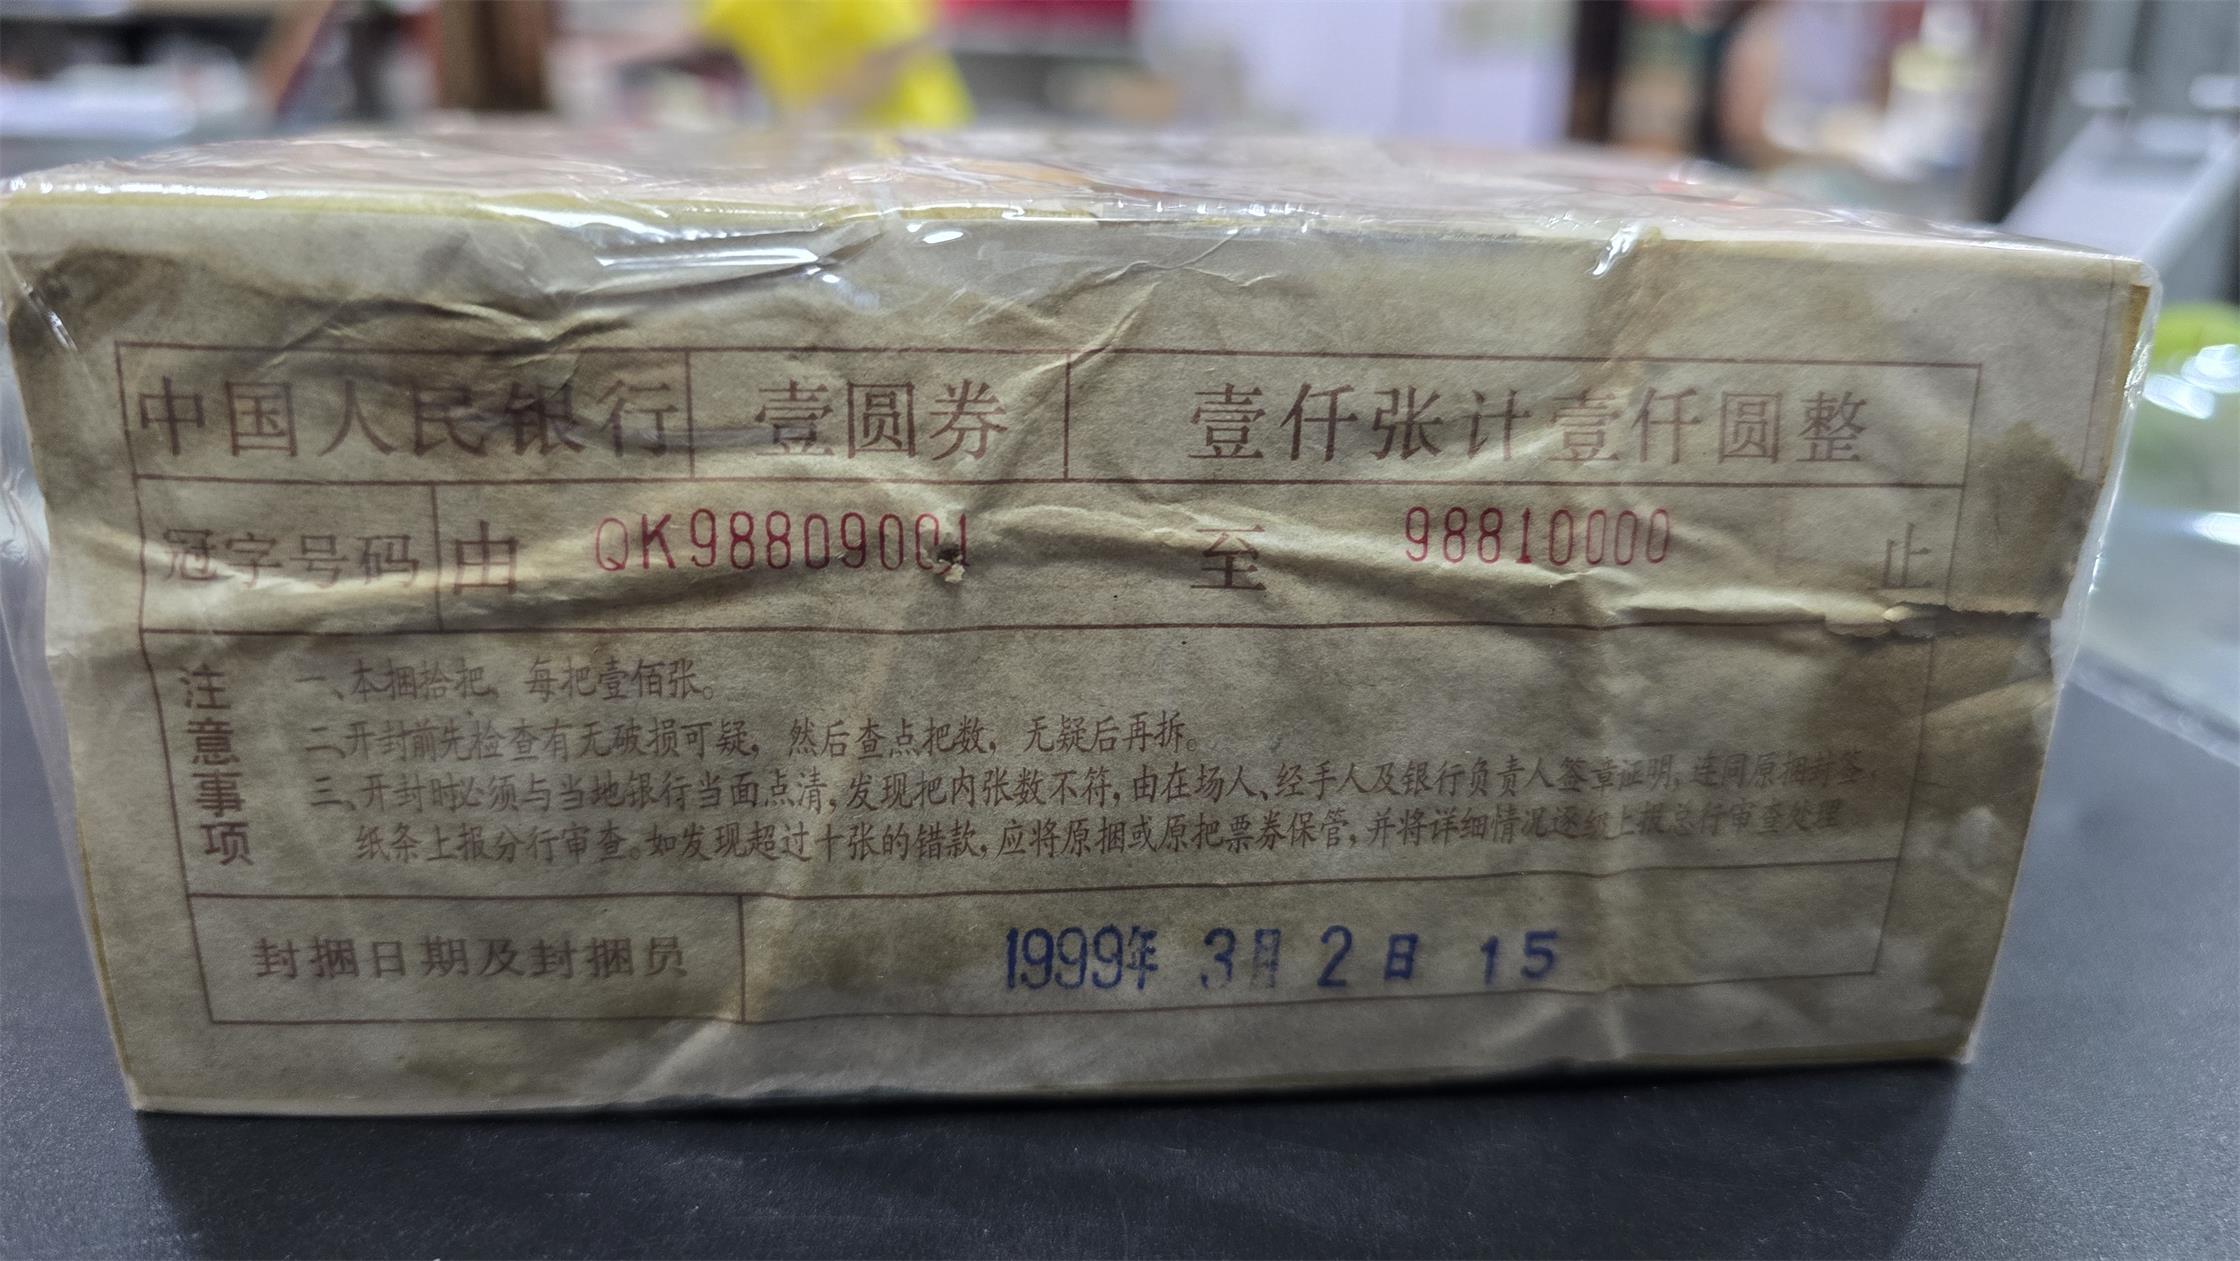 中国人民银行 壹圆券 壹仟张计壹仟圆整
冠字号码 由 QK98809001 至 98810000 止
注意事项
一、本捆拾把、每把壹佰张。
二、开封前先检查有无破损可疑，然后查点把数，无疑后再拆。
三、开封时必须与当地银行当面点清，发现把内张数不符，由在场人、经手人及银行负责人签章证明，连同原捆封签、
纸条上报分行审查。如发现超过十张的错款，应将原捆或原把票券保管，并将详细情况逐级上报总行审查处理。
封捆日期及封捆员 1999年 3月 2日 15